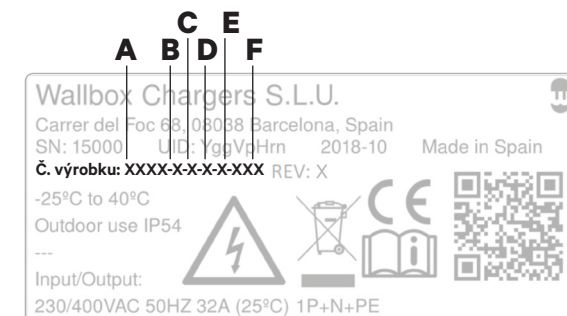 A B C D E F
Wallbox Chargers S.L.U.
Carrer del Foc 68, 08038 Barcelona, Spain
SN: 15000 UID: YggVpHrn 2018-10 Made in Spain
Č. výrobku: XXXX-X-X-X-X-XXX REV: X
-25ºC to 40ºC
Outdoor use IP54
---
Input/Output:
230/400VAC 50HZ 32A (25ºC) 1P+N+PE
CE
i